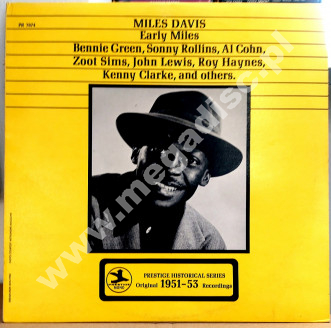 PR 7674
MILES DAVIS
Early Miles
Bennie Green, Sonny Rollins, Al Cohn,
Zoot Sims, John Lewis, Roy Haynes,
Kenny Clarke, and others.
www.megadisc.pl
PRESTIGE HISTORICAL SERIES
Original 1951-53 Recordings